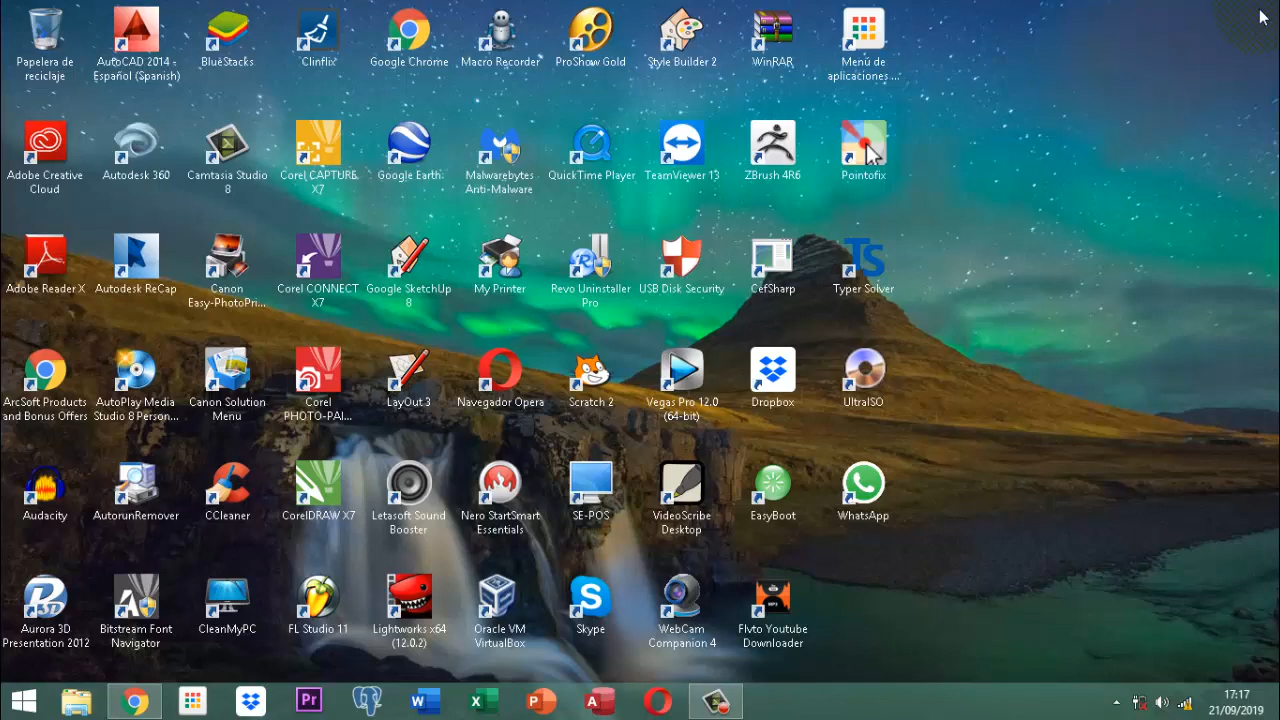 Papelera de
reciclaje
AutoCAD 2014 -
Español (Spanish)
BlueStacks
Clinflix
Google Chrome
Macro Recorder
ProShow Gold
Style Builder 2
WinRAR
Menú de
aplicaciones ...
Adobe Creative
Cloud
Autodesk 360
Camtasia Studio
8
Corel CAPTURE
X7
Google Earth
Malwarebytes
Anti-Malware
QuickTime Player
TeamViewer 13
ZBrush 4R6
Pointofix
Adobe Reader X
Autodesk ReCap
Canon
Easy-PhotoPri...
Corel CONNECT
X7
Google SketchUp
8
My Printer
Revo Uninstaller
Pro
USB Disk Security
CefSharp
Ts
Typer Solver
ArcSoft Products
and Bonus Offers
AutoPlay Media
Studio 8 Person...
Canon Solution
Menu
Corel
PHOTO-PAI...
LayOut 3
Navegador Opera
Scratch 2
Vegas Pro 12.0
(64-bit)
Dropbox
UltraISO
Audacity
AutorunRemover
CCleaner
CorelDRAW X7
Letasoft Sound
Booster
Nero StartSmart
Essentials
SE-POS
VideoScribe
Desktop
EasyBoot
WhatsApp
Aurora 3D
Presentation 2012
Bitstream Font
Navigator
CleanMyPC
FL Studio 11
Lightworks x64
(12.0.2)
Oracle VM
VirtualBox
Skype
WebCam
Companion 4
Flvto Youtube
Downloader
Pr
17:17
21/09/2019